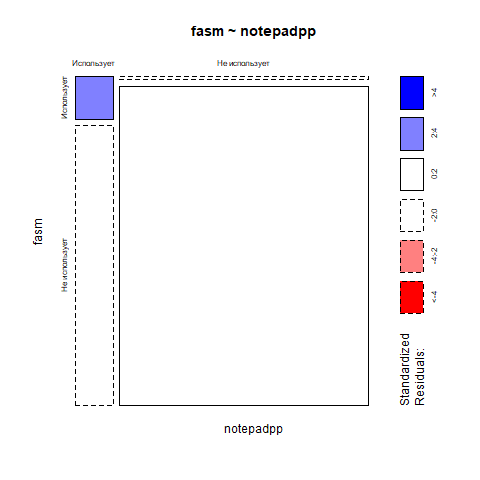 fasm ~ notepadpp
Использует
Не использует
Использует
Не использует
fasm
notepadpp
>4
2:4
0:2
-2:0
-4:-2
<-4
Standardized
Residuals: